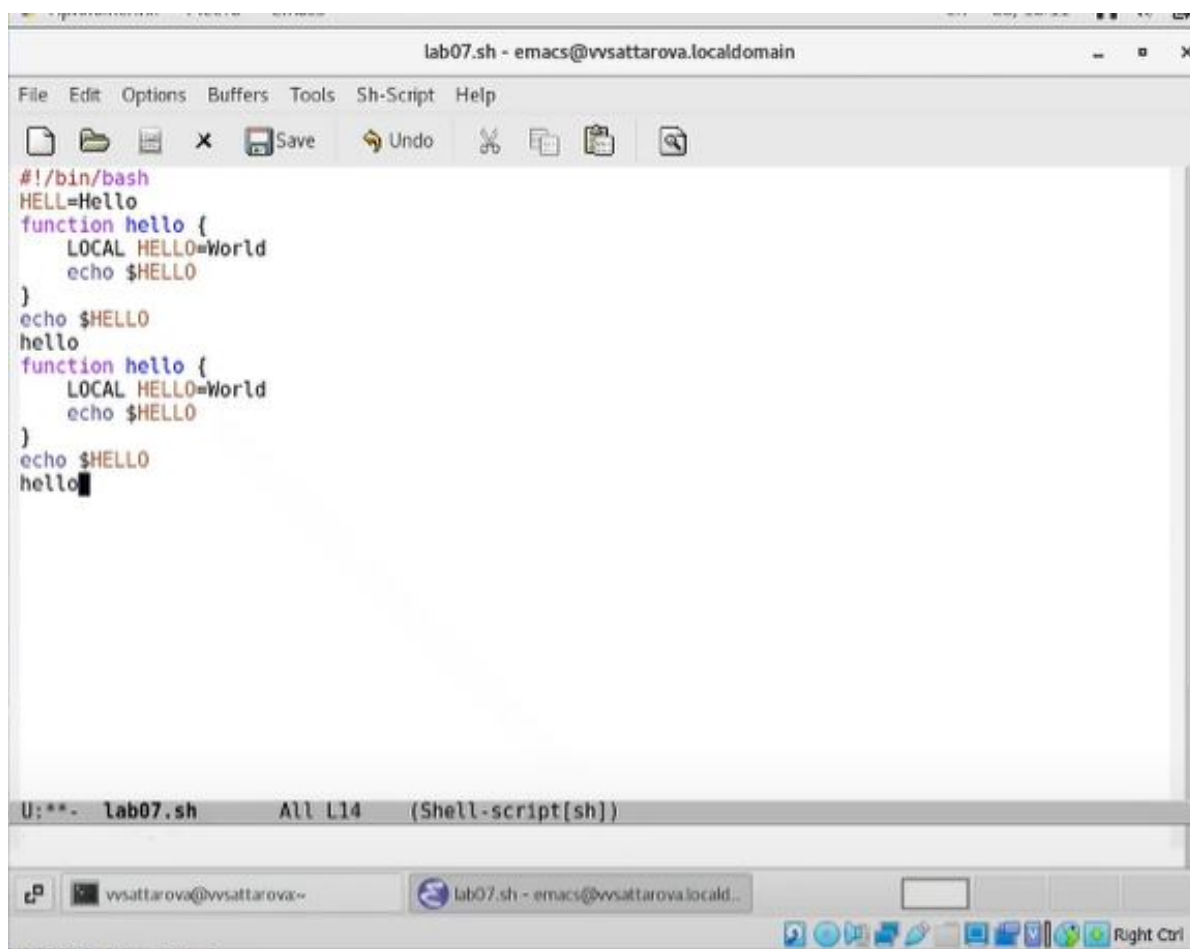 lab07.sh - emacs@vvsattarova.localdomain
File Edit Options Buffers Tools Sh-Script Help
Save Undo
#!/bin/bash
HELL=Hello
function hello {
    LOCAL HELLO=World
    echo $HELLO
}
echo $HELLO
hello
function hello {
    LOCAL HELLO=World
    echo $HELLO
}
echo $HELLO
hello
U:**- lab07.sh All L14 (Shell-script[sh])
vvsattarova@vvsattarova:~ lab07.sh - emacs@vvsattarova.locald...
Right Ctrl